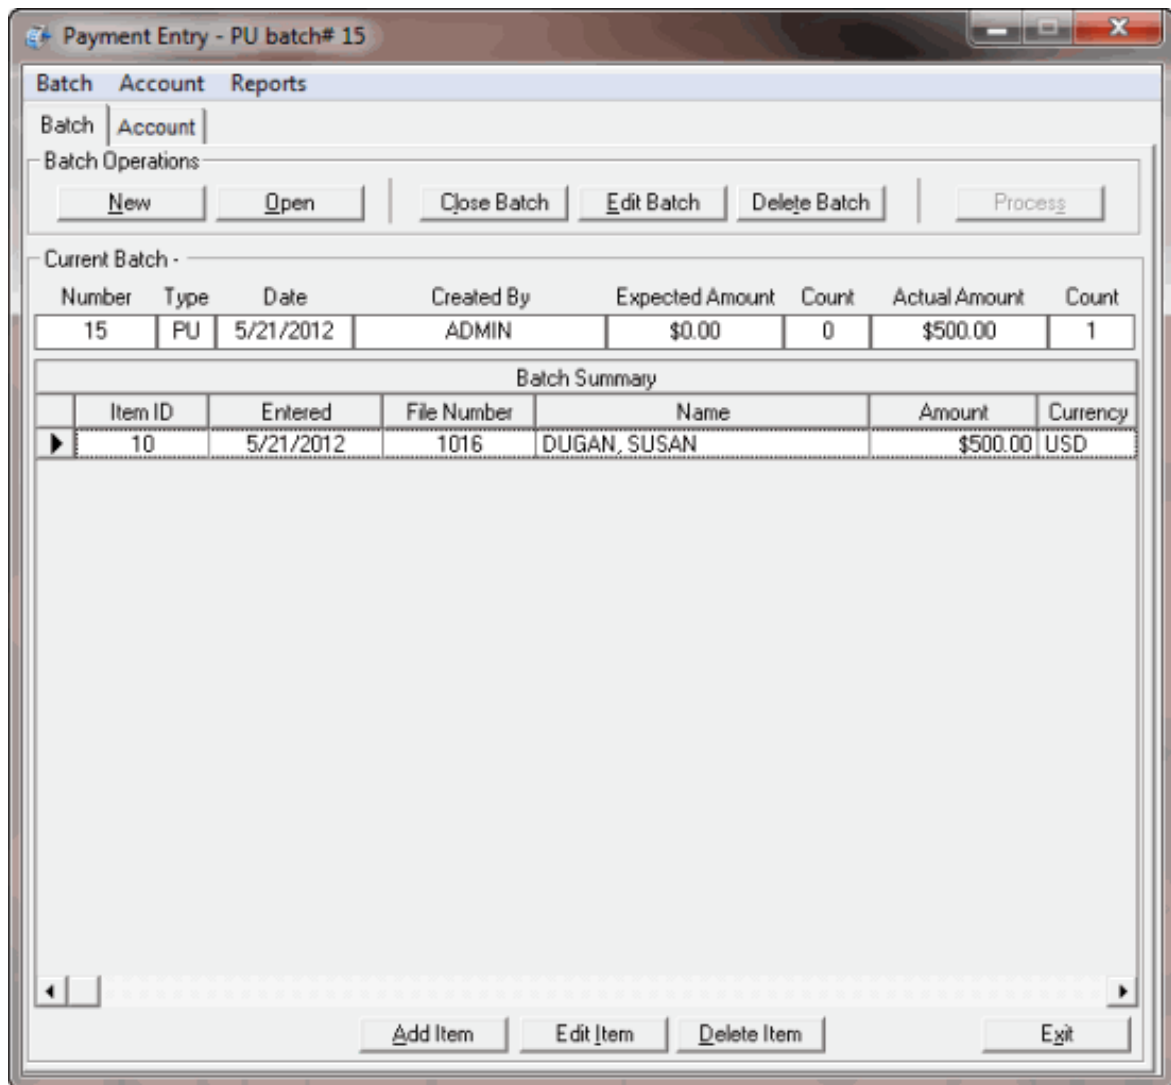 Payment Entry - PU batch# 15
Batch Account Reports
Batch Account
Batch Operations
New Open Close Batch Edit Batch Delete Batch Process
Current Batch -
Number Type Date Created By Expected Amount Count Actual Amount Count
15 PU 5/21/2012 ADMIN $0.00 0 $500.00 1
Batch Summary
Item ID Entered File Number Name Amount Currency
10 5/21/2012 1016 DUGAN, SUSAN $500.00 USD
Add Item Edit Item Delete Item Exit